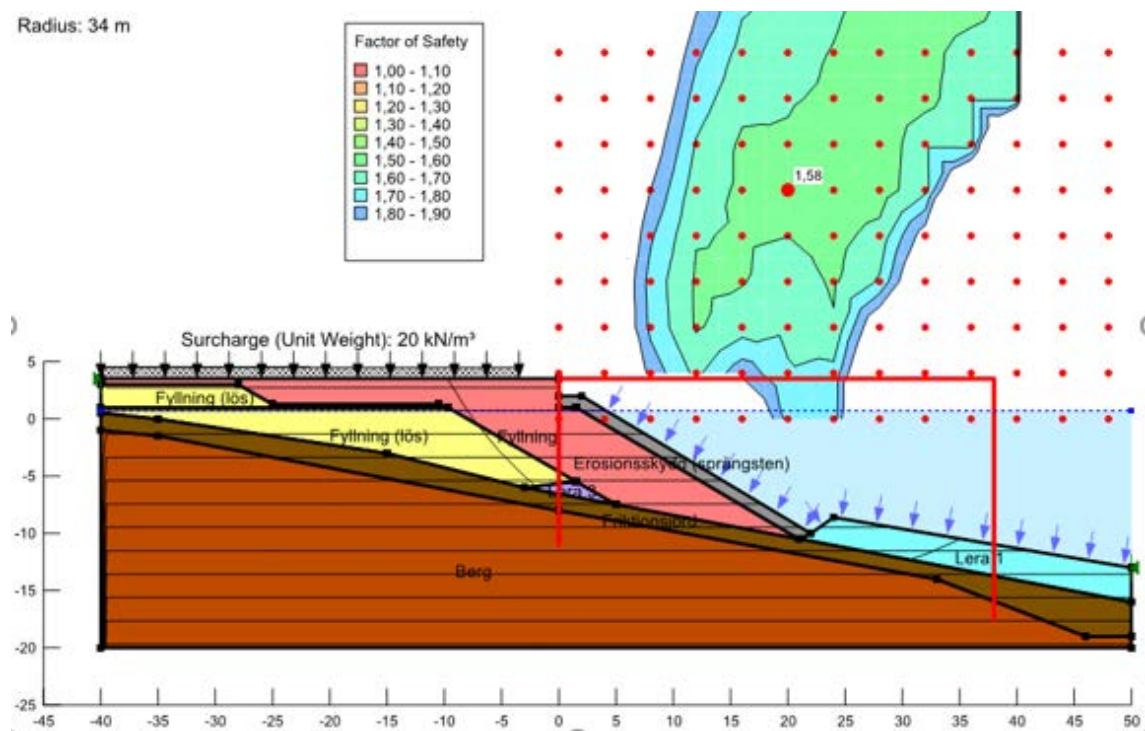 Radius: 34 m
Factor of Safety
1,00 - 1,10
1,10 - 1,20
1,20 - 1,30
1,30 - 1,40
1,40 - 1,50
1,50 - 1,60
1,60 - 1,70
1,70 - 1,80
1,80 - 1,90
1,58
Surcharge (Unit Weight): 20 kN/m³
5
0
-5
-10
-15
-20
-25
Fyllning (lös)
Fyllning (lös)
Fyllning
Erosionsskydd (sprängsten)
Friktionsjord
Lera 1
Berg
-45 -40 -35 -30 -25 -20 -15 -10 -5 0 5 10 15 20 25 30 35 40 45 50